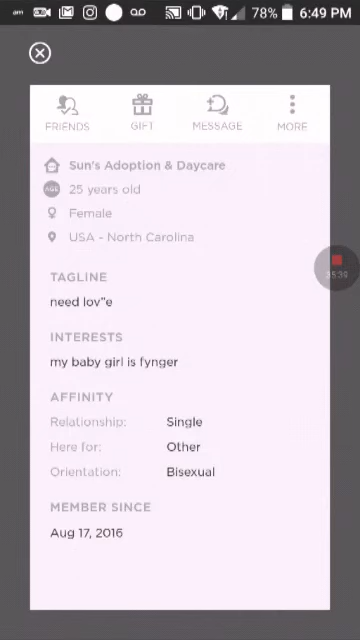 78% 6:49 PM
FRIENDS GIFT MESSAGE MORE
Sun's Adoption & Daycare
AGE 25 years old
Female
USA - North Carolina
35:39
TAGLINE
need lov"e
INTERESTS
my baby girl is fynger
AFFINITY
Relationship: Single
Here for: Other
Orientation: Bisexual
MEMBER SINCE
Aug 17, 2016